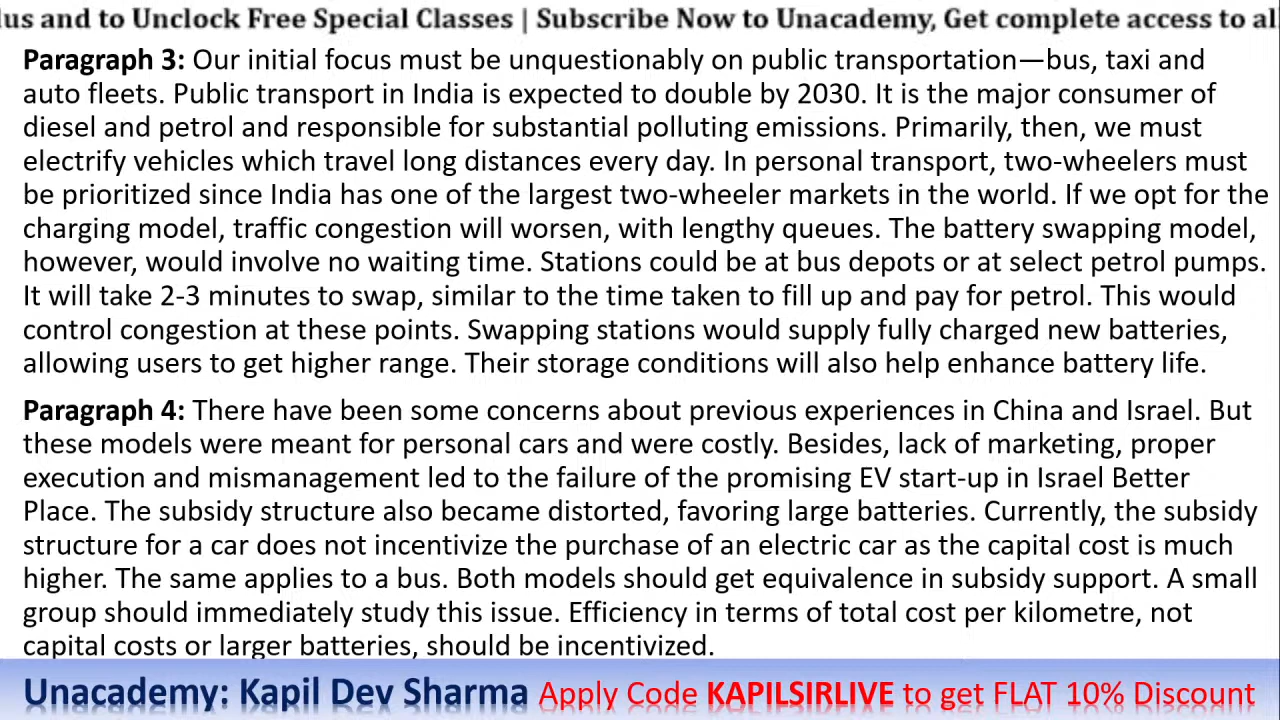 lus and to Unclock Free Special Classes | Subscribe Now to Unacademy, Get complete access to al
Paragraph 3: Our initial focus must be unquestionably on public transportation—bus, taxi and
auto fleets. Public transport in India is expected to double by 2030. It is the major consumer of
diesel and petrol and responsible for substantial polluting emissions. Primarily, then, we must
electrify vehicles which travel long distances every day. In personal transport, two-wheelers must
be prioritized since India has one of the largest two-wheeler markets in the world. If we opt for the
charging model, traffic congestion will worsen, with lengthy queues. The battery swapping model,
however, would involve no waiting time. Stations could be at bus depots or at select petrol pumps.
It will take 2-3 minutes to swap, similar to the time taken to fill up and pay for petrol. This would
control congestion at these points. Swapping stations would supply fully charged new batteries,
allowing users to get higher range. Their storage conditions will also help enhance battery life.
Paragraph 4: There have been some concerns about previous experiences in China and Israel. But
these models were meant for personal cars and were costly. Besides, lack of marketing, proper
execution and mismanagement led to the failure of the promising EV start-up in Israel Better
Place. The subsidy structure also became distorted, favoring large batteries. Currently, the subsidy
structure for a car does not incentivize the purchase of an electric car as the capital cost is much
higher. The same applies to a bus. Both models should get equivalence in subsidy support. A small
group should immediately study this issue. Efficiency in terms of total cost per kilometre, not
capital costs or larger batteries, should be incentivized.
Unacademy: Kapil Dev Sharma Apply Code KAPILSIRLIVE to get FLAT 10% Discount